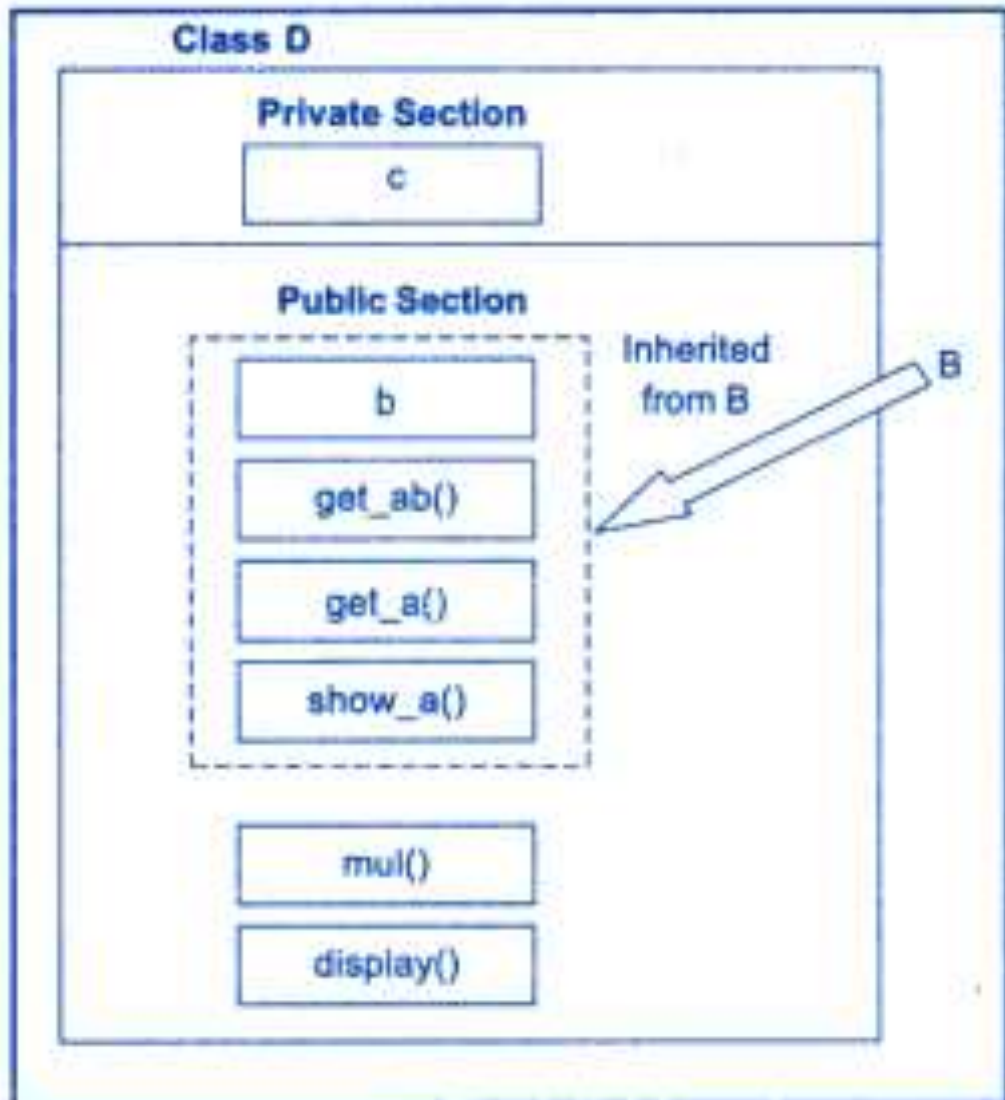 Class D
Private Section
c
Public Section
b
Inherited
from B
B
get_ab()
get_a()
show_a()
mul()
display()